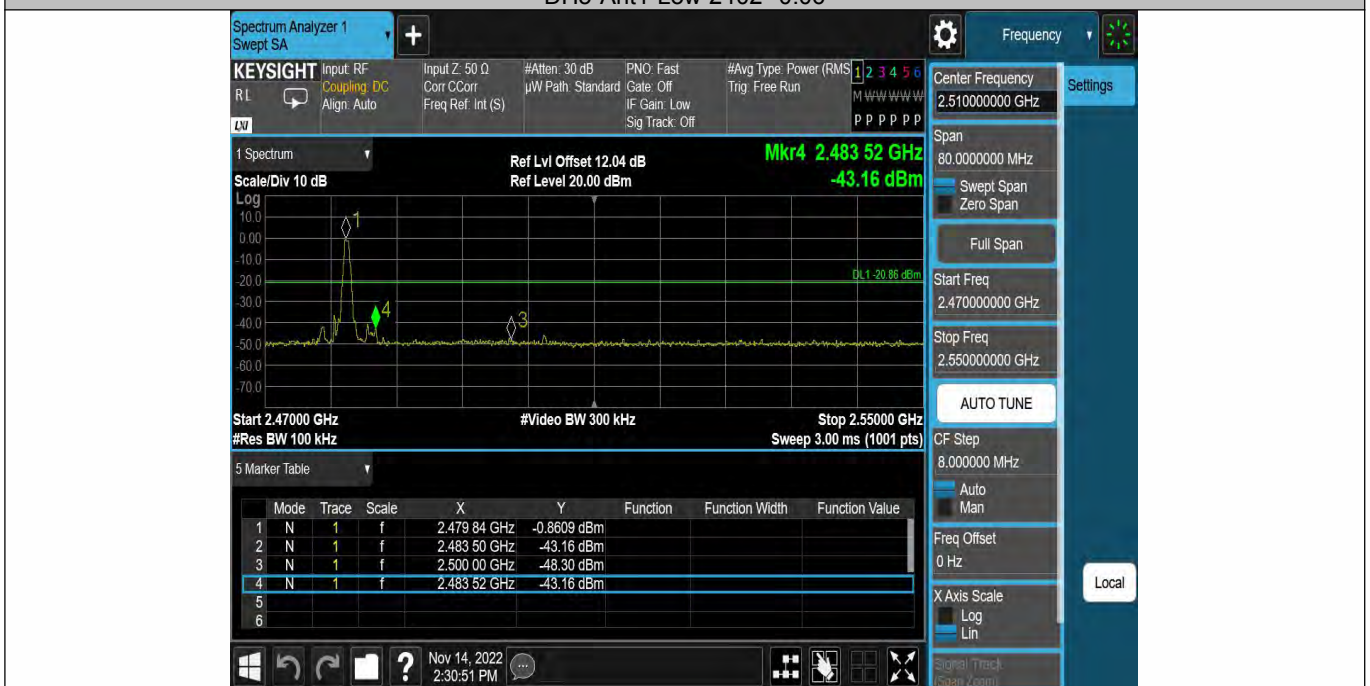 Spectrum Analyzer 1
Swept SA
Frequency
KEYSIGHT
RL
LXI
Input: RF
Coupling: DC
Align: Auto
Input Z: 50 Ω
Corr CCorr
Freq Ref: Int (S)
#Atten: 30 dB
µW Path: Standard
PNO: Fast
Gate: Off
IF Gain: Low
Sig Track: Off
#Avg Type: Power (RMS
Trig: Free Run
1 2 3 4 5 6
M W W W W W
P P P P P P
1 Spectrum
Scale/Div 10 dB
Ref Lvl Offset 12.04 dB
Ref Level 20.00 dBm
Mkr4 2.483 52 GHz
-43.16 dBm
Log
10.0
0.00
-10.0
-20.0
-30.0
-40.0
-50.0
-60.0
-70.0
1
4
3
DL1 -20.86 dBm
Start 2.47000 GHz
#Video BW 300 kHz
Stop 2.55000 GHz
#Res BW 100 kHz
Sweep 3.00 ms (1001 pts)
5 Marker Table
Mode Trace Scale X Y Function Function Width Function Value
1 N 1 f 2.479 84 GHz -0.8609 dBm
2 N 1 f 2.483 50 GHz -43.16 dBm
3 N 1 f 2.500 00 GHz -48.30 dBm
4 N 1 f 2.483 52 GHz -43.16 dBm
5
6
Nov 14, 2022
2:30:51 PM
Center Frequency
2.510000000 GHz
Settings
Span
80.0000000 MHz
Swept Span
Zero Span
Full Span
Start Freq
2.470000000 GHz
Stop Freq
2.550000000 GHz
AUTO TUNE
CF Step
8.000000 MHz
Auto
Man
Freq Offset
0 Hz
Local
X Axis Scale
Log
Lin
Signal Track
(Span Zoom)